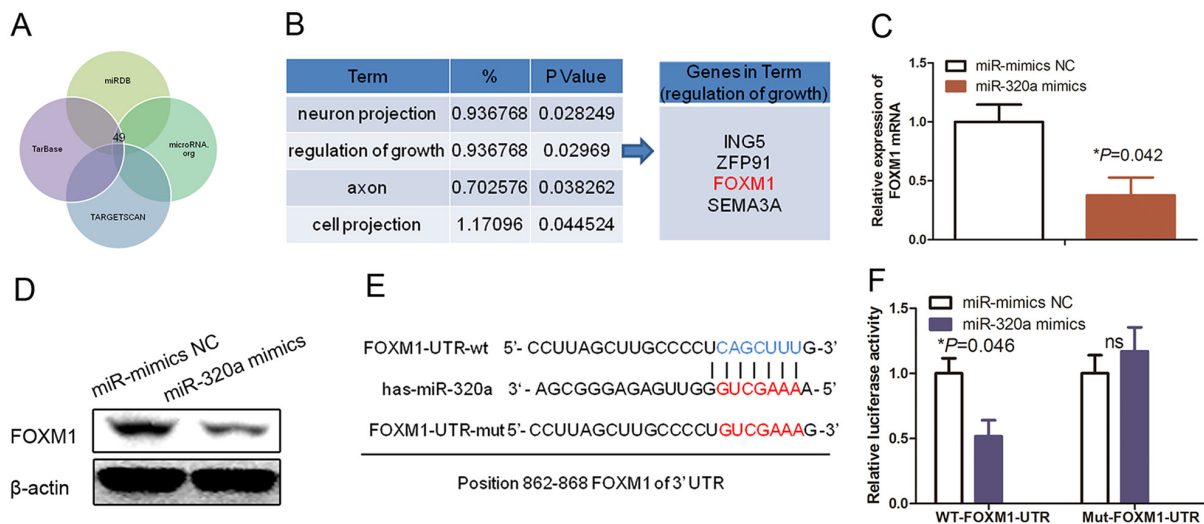 A
miRDB
TarBase
49
microRNA.
org
TARGETSCAN
B
Term % P Value
neuron projection 0.936768 0.028249
regulation of growth 0.936768 0.02969
axon 0.702576 0.038262
cell projection 1.17096 0.044524
Genes in Term
(regulation of growth)
ING5
ZFP91
FOXM1
SEMA3A
C
miR-mimics NC
miR-320a mimics
Relative expression of
FOXM1 mRNA
1.5
1.0
0.5
0.0
*P=0.042
D
miR-mimics NC
miR-320a mimics
FOXM1
β-actin
E
FOXM1-UTR-wt 5'- CCUUAGCUUGCCCCUCAGCUUUG-3'
has-miR-320a 3'- AGCGGGAGAGUUGGGUCGAAAA-5'
FOXM1-UTR-mut 5'- CCUUAGCUUGCCCCUGUCGAAAG-3'
Position 862-868 FOXM1 of 3' UTR
F
miR-mimics NC
miR-320a mimics
Relative luciferase activity
1.5
1.0
0.5
0.0
*P=0.046
ns
WT-FOXM1-UTR
Mut-FOXM1-UTR